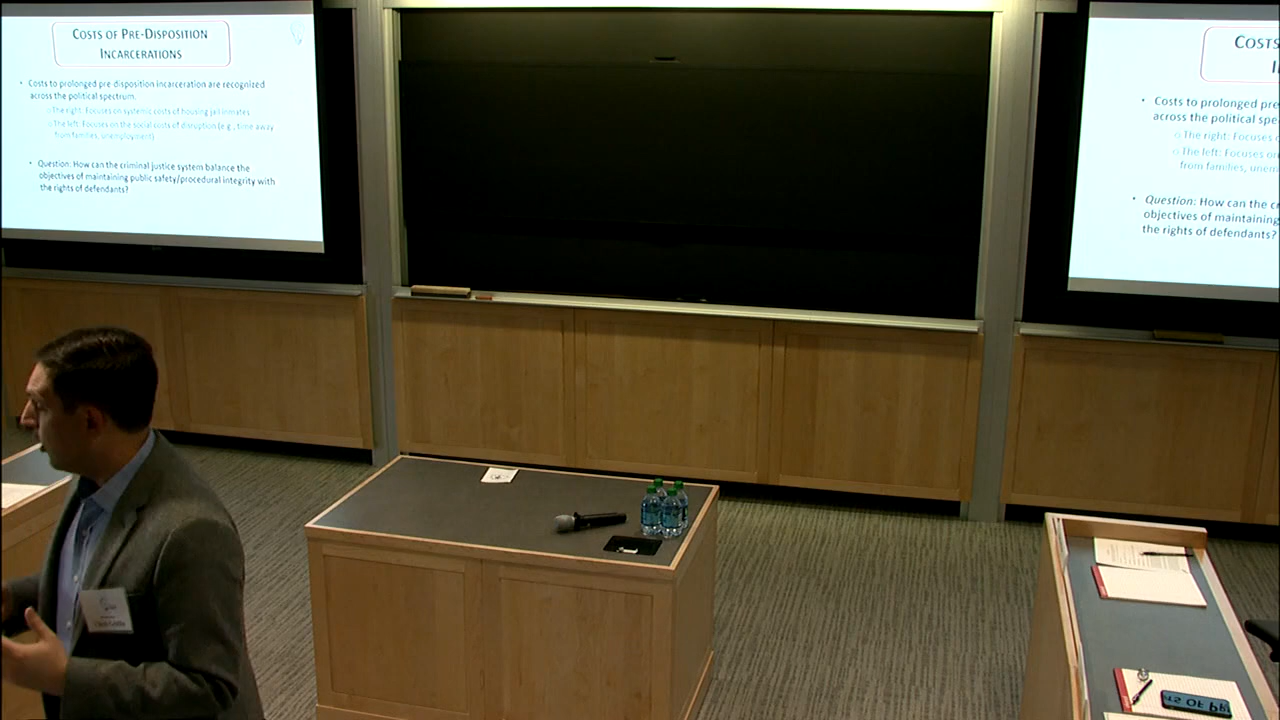 COSTS OF PRE-DISPOSITION
INCARCERATIONS
• Costs to prolonged pre disposition incarceration are recognized
across the political spectrum.
o The right: Focuses on systemic costs of housing jail inmates
o The left: Focuses on the social costs of disruption (e.g., time away
from families, unemployment)
• Question: How can the criminal justice system balance the
objectives of maintaining public safety/procedural integrity with
the rights of defendants?
COSTS
• Costs to prolonged pre
across the political spe
o The right: Focuses
o The left: Focuses on
from families, unem
• Question: How can the cr
objectives of maintaining
the rights of defendants?